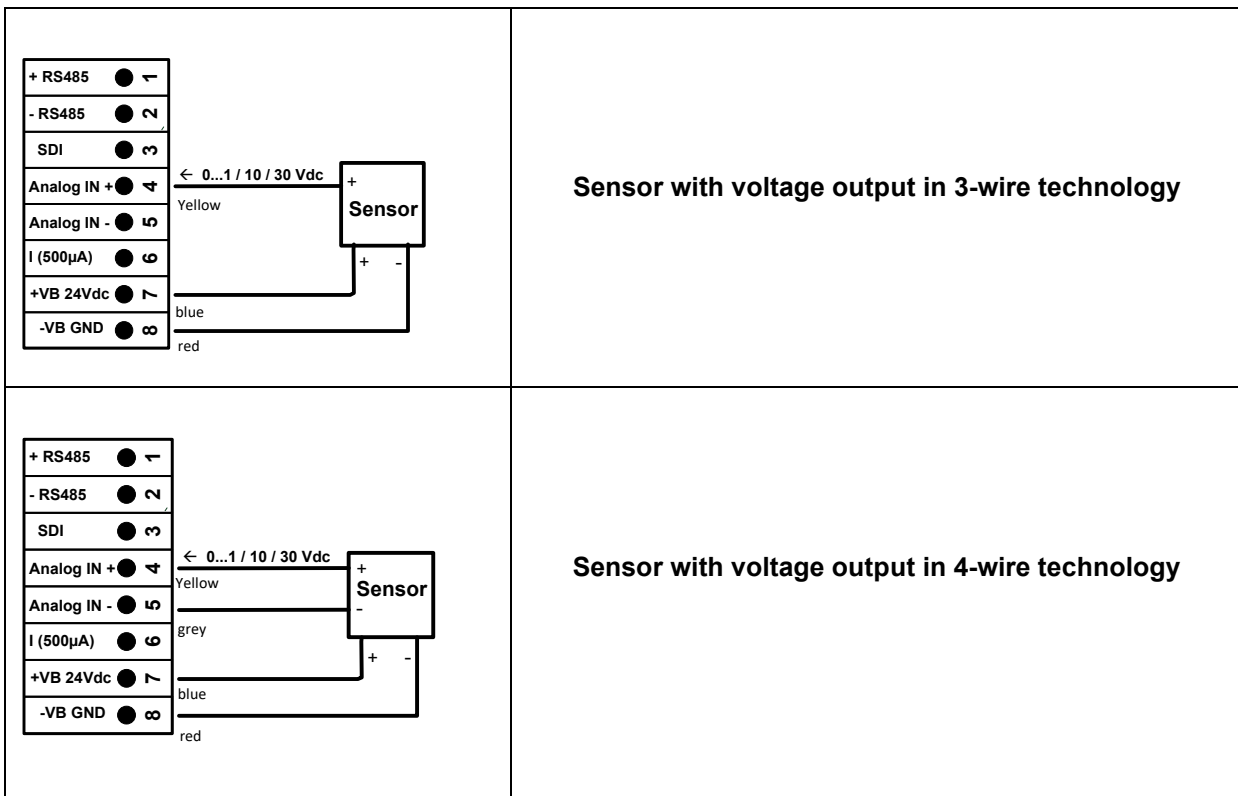 + RS485 1
- RS485 2
SDI 3
Analog IN + 4
Analog IN - 5
I (500µA) 6
+VB 24Vdc 7
-VB GND 8
← 0...1 / 10 / 30 Vdc
Yellow
+
Sensor
+ -
blue
red
Sensor with voltage output in 3-wire technology
+ RS485 1
- RS485 2
SDI 3
Analog IN + 4
Analog IN - 5
I (500µA) 6
+VB 24Vdc 7
-VB GND 8
← 0...1 / 10 / 30 Vdc
Yellow
+
Sensor
-
grey
+ -
blue
red
Sensor with voltage output in 4-wire technology